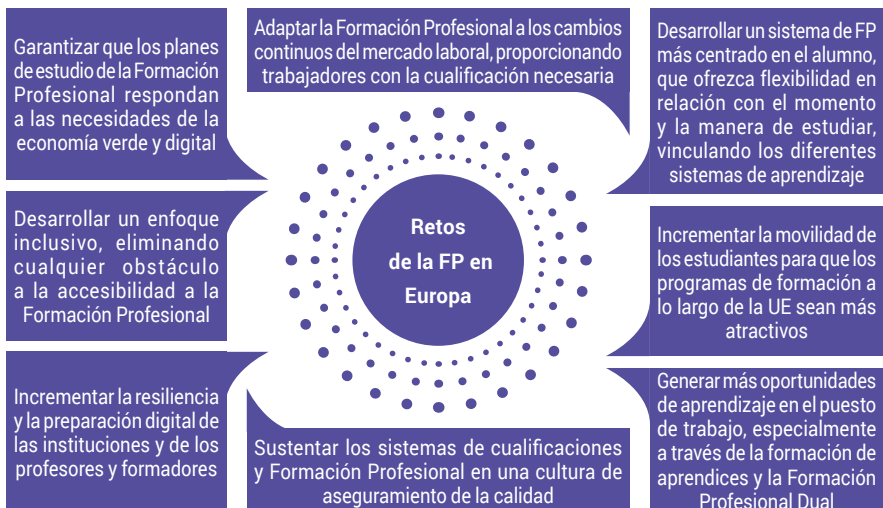 Garantizar que los planes
de estudio de la Formación
Profesional respondan
a las necesidades de la
economía verde y digital
Adaptar la Formación Profesional a los cambios
continuos del mercado laboral, proporcionando
trabajadores con la cualificación necesaria
Desarrollar un sistema de FP
más centrado en el alumno,
que ofrezca flexibilidad en
relación con el momento
y la manera de estudiar,
vinculando los diferentes
sistemas de aprendizaje
Desarrollar un enfoque
inclusivo, eliminando
cualquier obstáculo
a la accesibilidad a la
Formación Profesional
Retos
de la FP en
Europa
Incrementar la movilidad de
los estudiantes para que los
programas de formación a
lo largo de la UE sean más
atractivos
Incrementar la resiliencia
y la preparación digital de
las instituciones y de los
profesores y formadores
Sustentar los sistemas de cualificaciones
y Formación Profesional en una cultura de
aseguramiento de la calidad
Generar más oportunidades
de aprendizaje en el puesto
de trabajo, especialmente
a través de la formación de
aprendices y la Formación
Profesional Dual